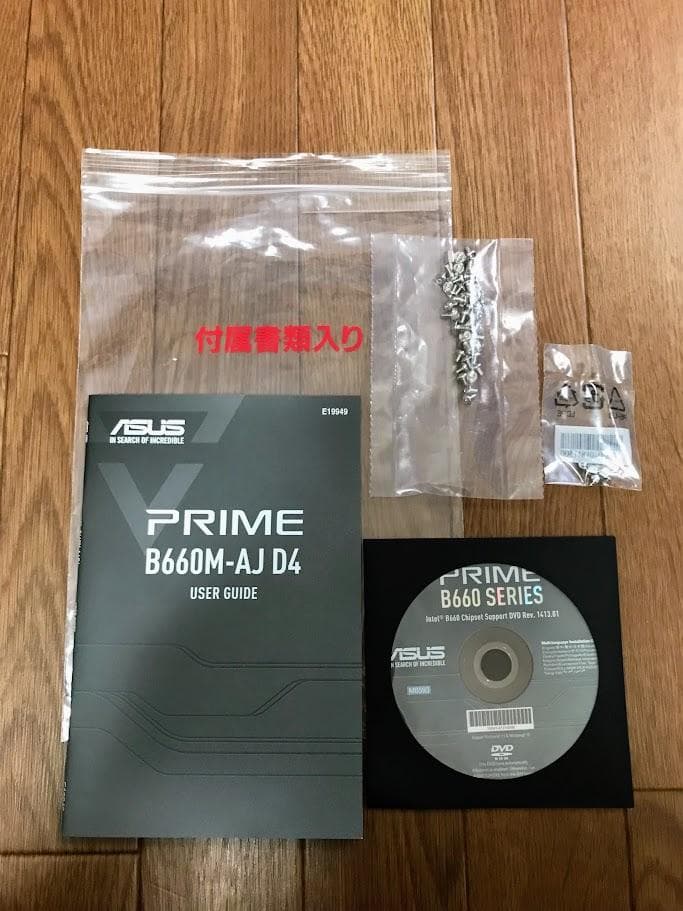 付属書類入り
ASUS
IN SEARCH OF INCREDIBLE
E19949
PRIME
B660M-AJ D4
USER GUIDE
PRIME
B660 SERIES
Intel® B660 Chipset Support DVD Rev. 1413.01
ASUS
IN SEARCH OF INCREDIBLE
M0593
DVD